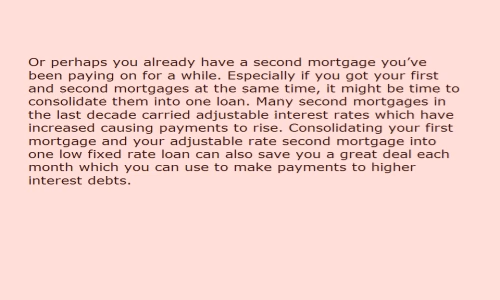 Or perhaps you already have a second mortgage you’ve
been paying on for a while. Especially if you got your first
and second mortgages at the same time, it might be time to
consolidate them into one loan. Many second mortgages in
the last decade carried adjustable interest rates which have
increased causing payments to rise. Consolidating your first
mortgage and your adjustable rate second mortgage into
one low fixed rate loan can also save you a great deal each
month which you can use to make payments to higher
interest debts.